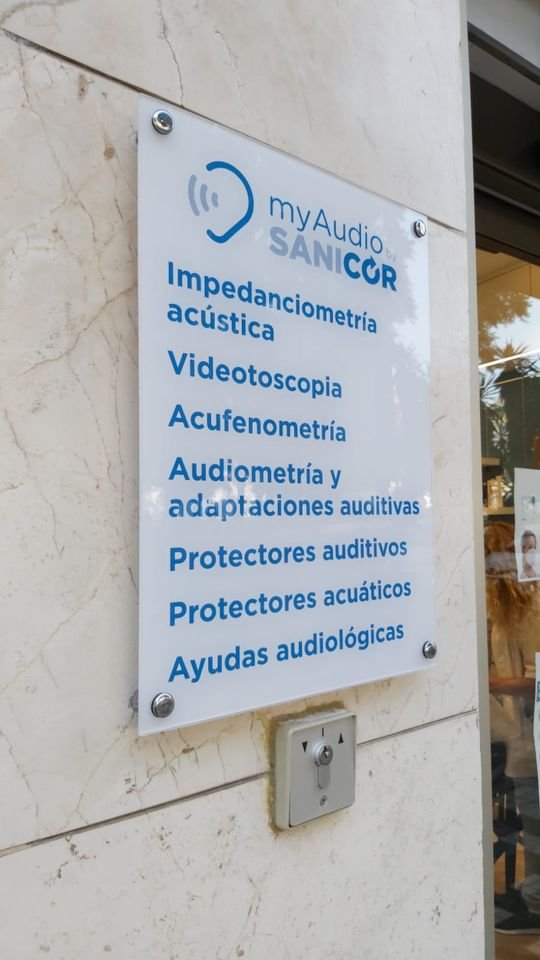 myAudio by
SANICOR
Impedanciometría
acústica
Videotoscopia
Acufenometría
Audiometría y
adaptaciones auditivas
Protectores auditivos
Protectores acuáticos
Ayudas audiológicas